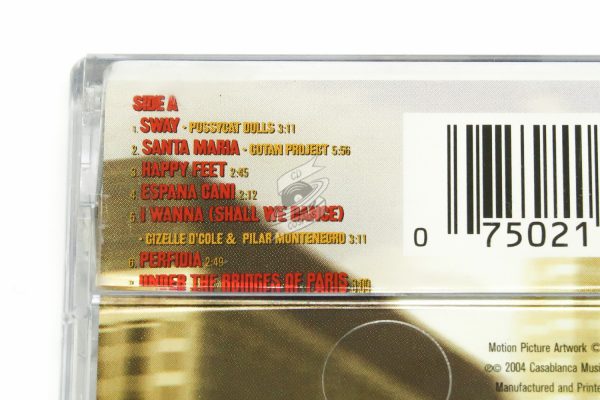 SIDE A
1. SWAY • PUSSYCAT DOLLS 3:11
2. SANTA MARIA • GOTAN PROJECT 5:56
3. HAPPY FEET 2:45
4. ESPANA CANI 2:12
5. I WANNA (SHALL WE DANCE)
• GIZELLE D'COLE & PILAR MONTENEGRO 3:11
6. PERFIDIA 2:49
7. UNDER THE BRIDGES OF PARIS
0 75021
CD
Motion Picture Artwork ©
℗© 2004 Casablanca Musi
Manufactured and Printe